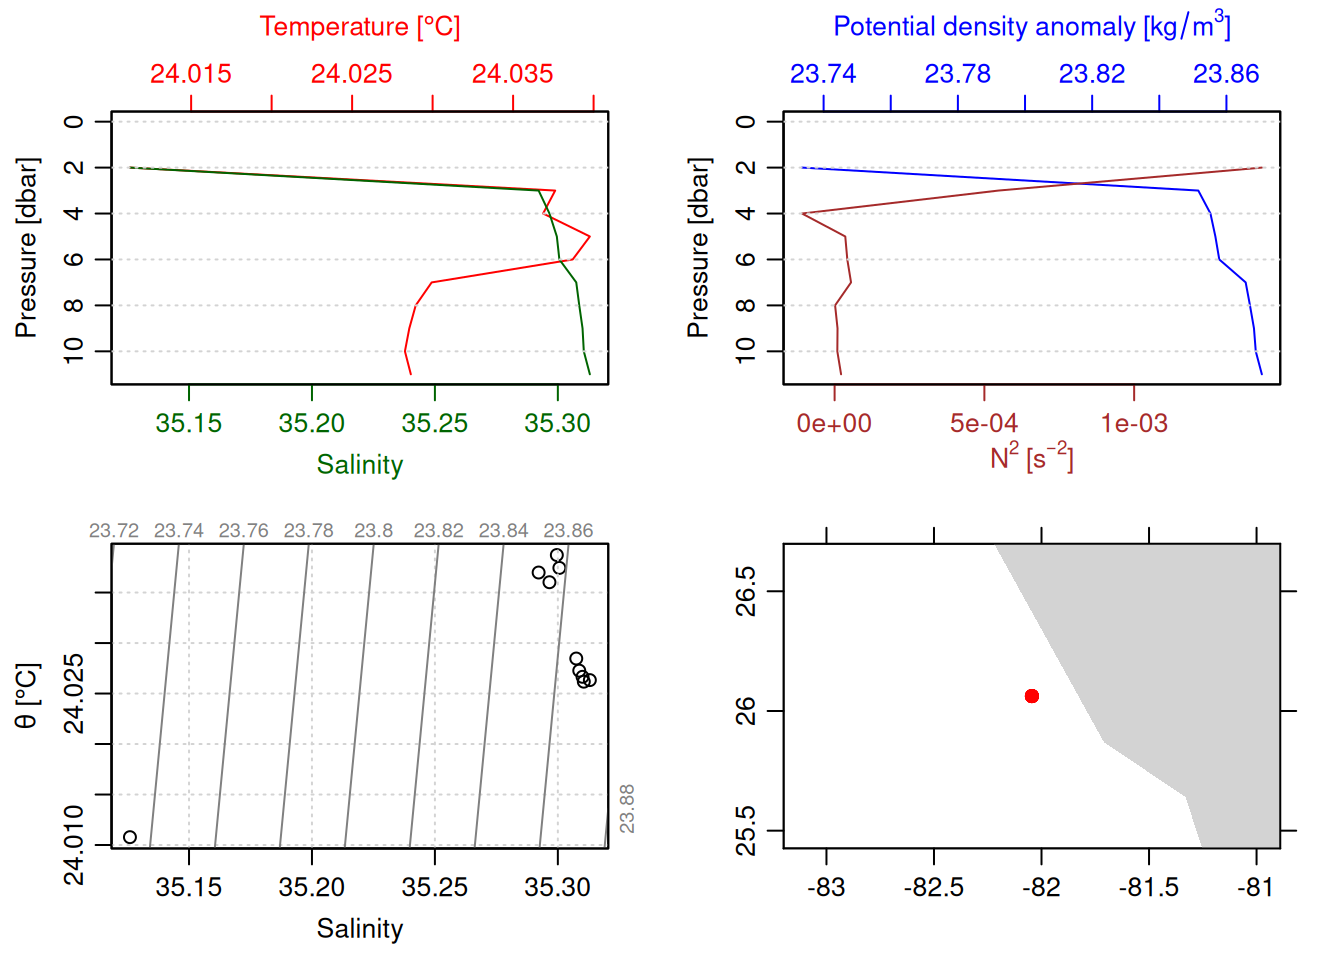 Temperature [°C]
24.015 24.025 24.035
Pressure [dbar]
0
2
4
6
8
10
35.15 35.20 35.25 35.30
Salinity
Potential density anomaly [kg/m³]
23.74 23.78 23.82 23.86
Pressure [dbar]
0
2
4
6
8
10
0e+00 5e-04 1e-03
N² [s⁻²]
23.72 23.74 23.76 23.78 23.8 23.82 23.84 23.86
23.88
θ [°C]
24.025
24.010
35.15 35.20 35.25 35.30
Salinity
26.5
26
25.5
-83 -82.5 -82 -81.5 -81